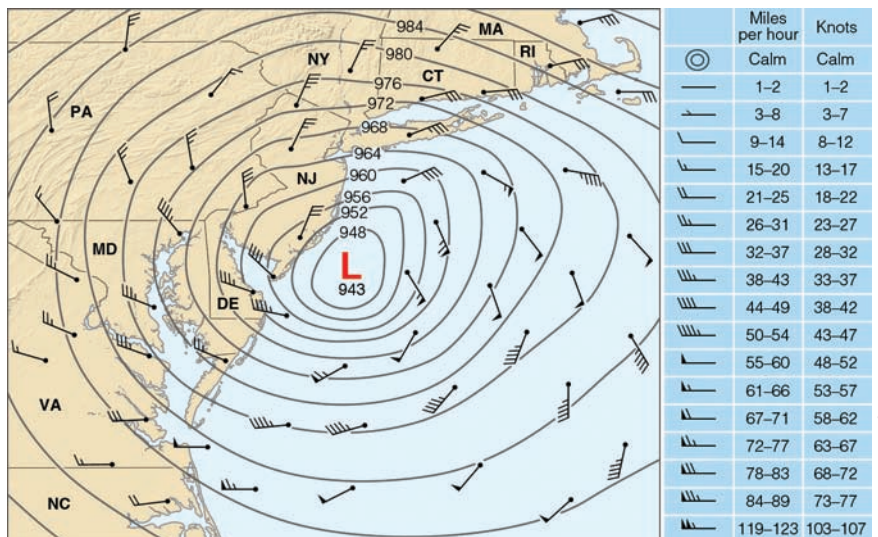 984
MA
980
NY
RI
976
CT
PA
972
968
964
NJ
960
956
952
948
MD
L
943
DE
VA
NC
Miles per hour Knots
Calm Calm
1–2 1–2
3–8 3–7
9–14 8–12
15–20 13–17
21–25 18–22
26–31 23–27
32–37 28–32
38–43 33–37
44–49 38–42
50–54 43–47
55–60 48–52
61–66 53–57
67–71 58–62
72–77 63–67
78–83 68–72
84–89 73–77
119–123 103–107